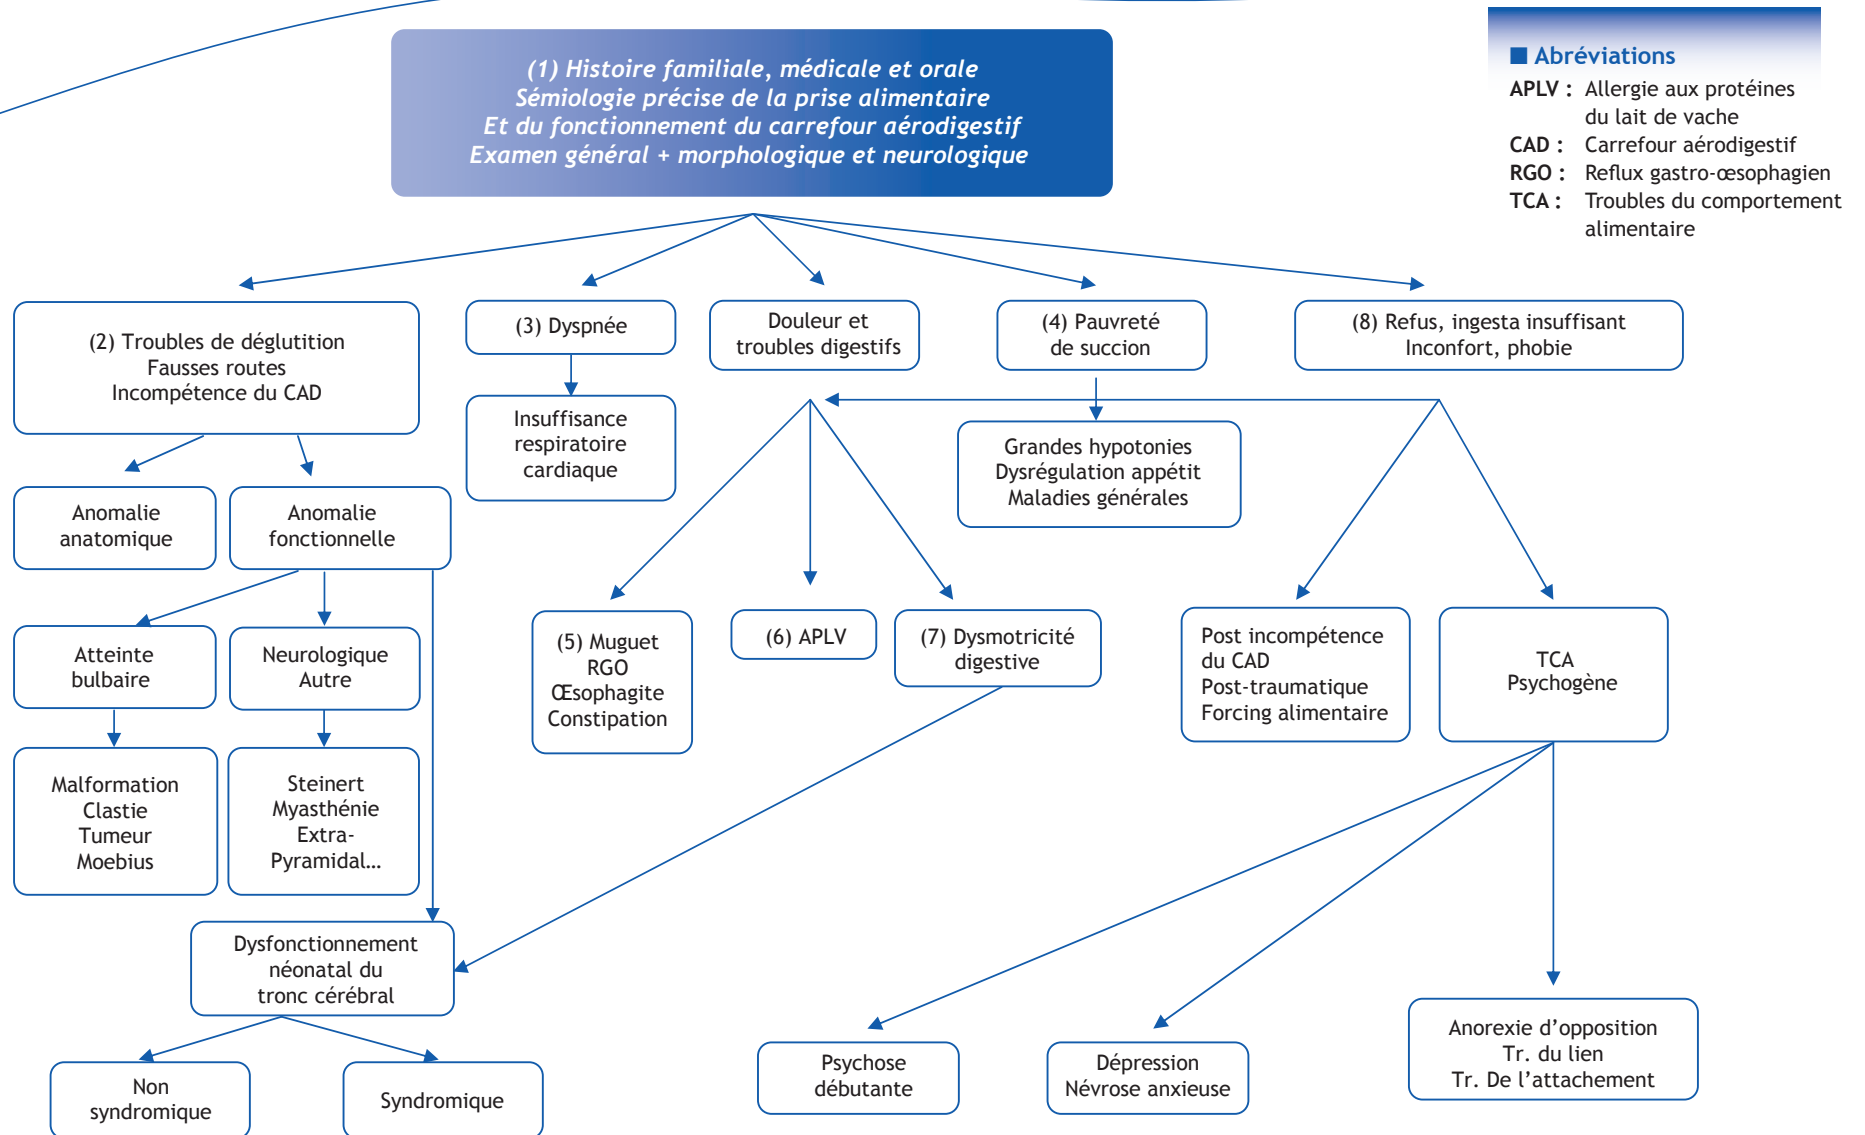 (1) Histoire familiale, médicale et orale
Sémiologie précise de la prise alimentaire
Et du fonctionnement du carrefour aérodigestif
Examen général + morphologique et neurologique
■ Abréviations
APLV : Allergie aux protéines
du lait de vache
CAD : Carrefour aérodigestif
RGO : Reflux gastro-œsophagien
TCA : Troubles du comportement
alimentaire
(2) Troubles de déglutition
Fausses routes
Incompétence du CAD
(3) Dyspnée
Douleur et
troubles digestifs
(4) Pauvreté
de succion
(8) Refus, ingesta insuffisant
Inconfort, phobie
Insuffisance
respiratoire
cardiaque
Grandes hypotonies
Dysrégulation appétit
Maladies générales
Anomalie
anatomique
Anomalie
fonctionnelle
Atteinte
bulbaire
Neurologique
Autre
(5) Muguet
RGO
Œsophagite
Constipation
(6) APLV
(7) Dysmotricité
digestive
Post incompétence
du CAD
Post-traumatique
Forcing alimentaire
TCA
Psychogène
Malformation
Clastie
Tumeur
Moebius
Steinert
Myasthénie
Extra-
Pyramidal...
Dysfonctionnement
néonatal du
tronc cérébral
Non
syndromique
Syndromique
Psychose
débutante
Dépression
Névrose anxieuse
Anorexie d'opposition
Tr. du lien
Tr. De l'attachement